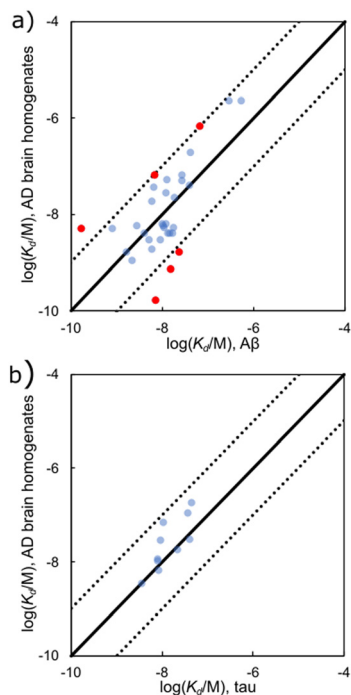 a)
-4
-6
-8
-10
log(Kd/M), AD brain homogenates
-10 -8 -6 -4
log(Kd/M), Aβ
b)
-4
-6
-8
-10
log(Kd/M), AD brain homogenates
-10 -8 -6 -4
log(Kd/M), tau